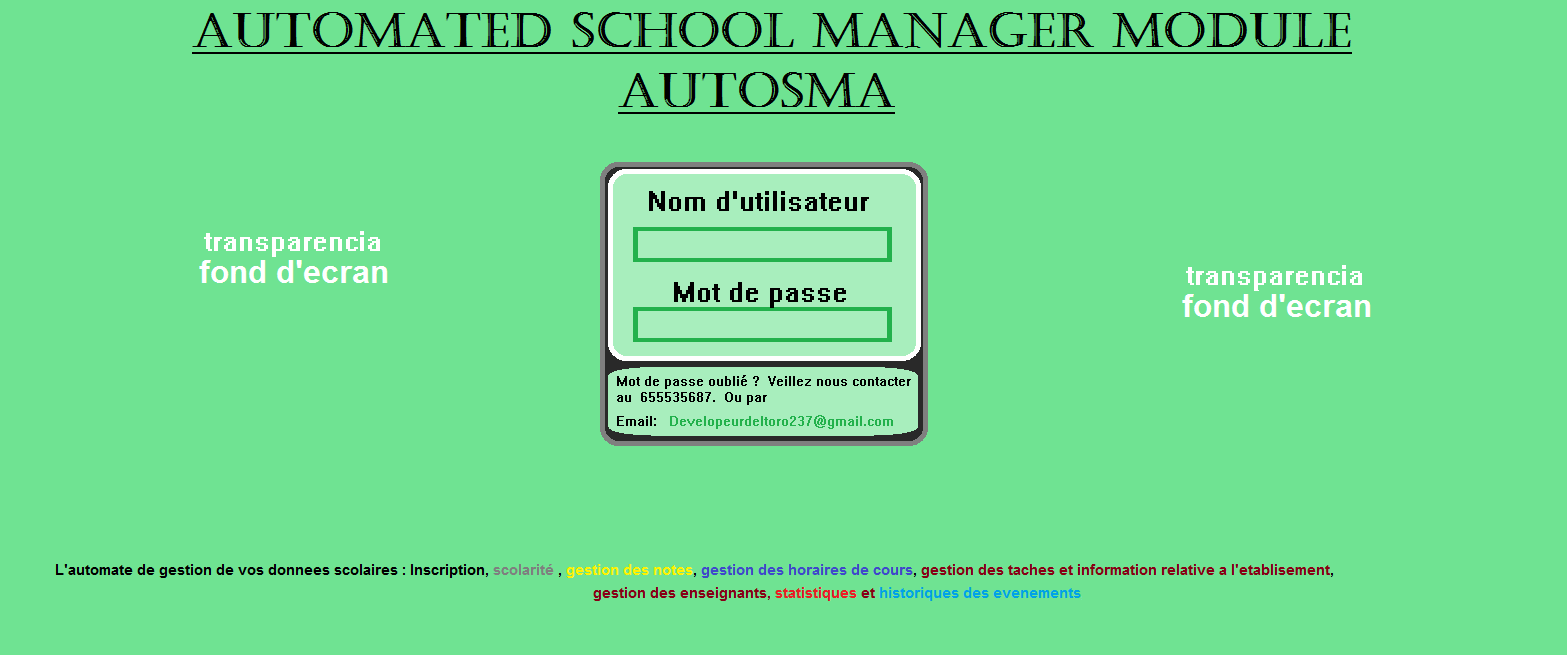 AUTOMATED SCHOOL MANAGER MODULE
AUTOSMA
Nom d'utilisateur
transparencia
fond d'ecran
transparencia
fond d'ecran
Mot de passe
Mot de passe oublié ? Veillez nous contacter
au 655535687. Ou par
Email: Developeurdeltoro237@gmail.com
L'automate de gestion de vos donnees scolaires : Inscription, scolarité , gestion des notes, gestion des horaires de cours, gestion des taches et information relative a l'etablisement,
gestion des enseignants, statistiques et historiques des evenements